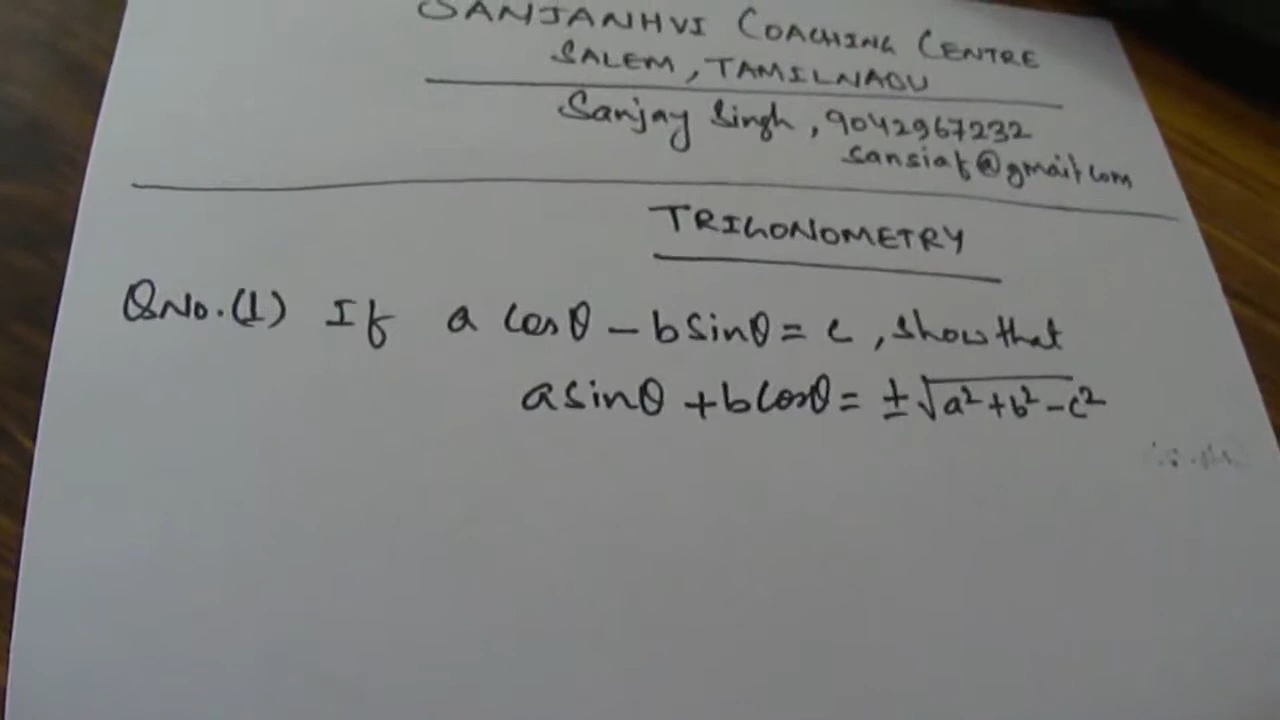 SANJANHVI COACHING CENTRE
SALEM, TAMILNADU
Sanjay Singh, 9042967232
sansiaf@gmail.com
TRIGONOMETRY
QNo.(1) If a cosθ - b sinθ = c, show that
a sinθ + b cosθ = ± √a²+b²-c²